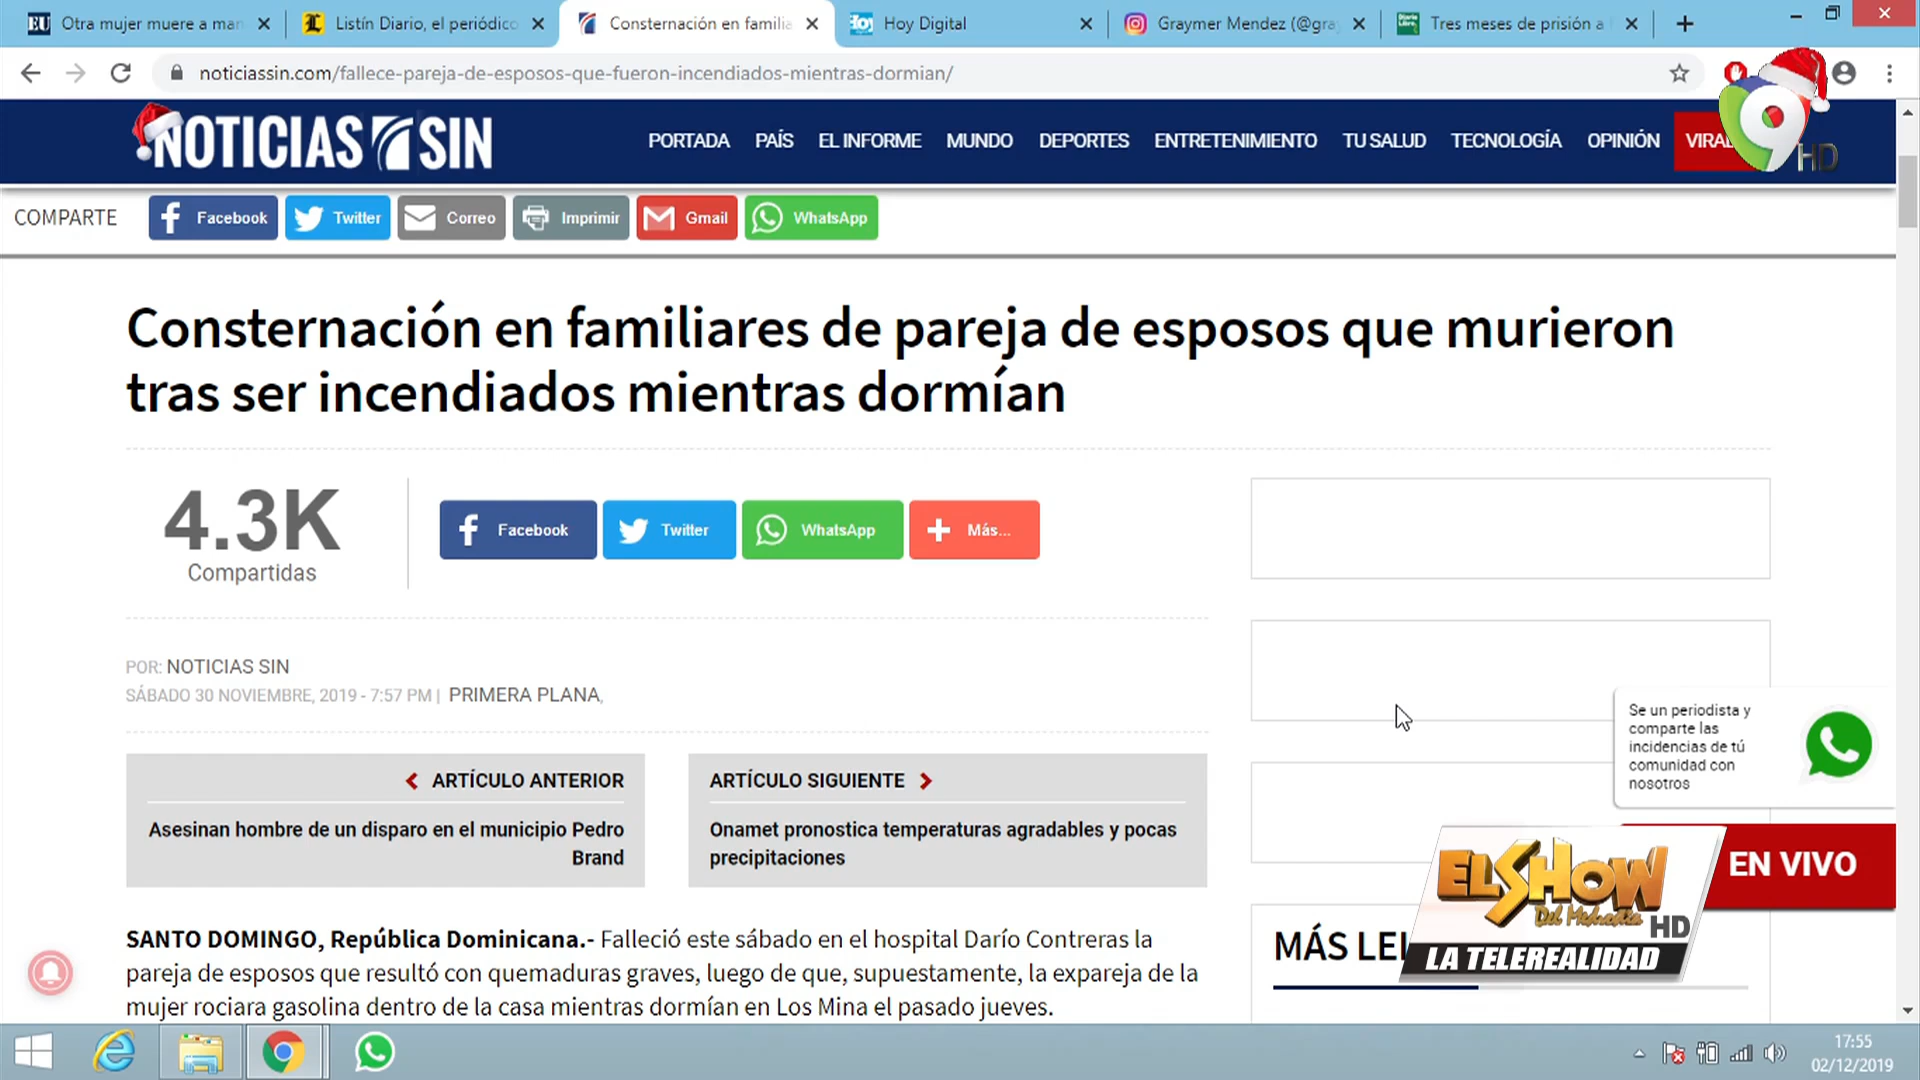 Otra mujer muere a man
Listín Diario, el periódico
Consternación en familia
Hoy Digital
Graymer Mendez (@gra
Tres meses de prisión a
noticiassin.com/fallece-pareja-de-esposos-que-fueron-incendiados-mientras-dormian/
NOTICIAS SIN
PORTADA PAÍS EL INFORME MUNDO DEPORTES ENTRETENIMIENTO TU SALUD TECNOLOGÍA OPINIÓN VIRAL
HD
COMPARTE Facebook Twitter Correo Imprimir Gmail WhatsApp
Consternación en familiares de pareja de esposos que murieron
tras ser incendiados mientras dormían
4.3K
Compartidas
Facebook Twitter WhatsApp Más...
POR: NOTICIAS SIN
SÁBADO 30 NOVIEMBRE, 2019 - 7:57 PM | PRIMERA PLANA,
ARTÍCULO ANTERIOR
Asesinan hombre de un disparo en el municipio Pedro
Brand
ARTÍCULO SIGUIENTE
Onamet pronostica temperaturas agradables y pocas
precipitaciones
Se un periodista y
comparte las
incidencias de tú
comunidad con
nosotros
EN VIVO
EL SHOW
Del Mediodía HD
LA TELEREALIDAD
MÁS LEI
SANTO DOMINGO, República Dominicana.- Falleció este sábado en el hospital Darío Contreras la
pareja de esposos que resultó con quemaduras graves, luego de que, supuestamente, la expareja de la
mujer rociara gasolina dentro de la casa mientras dormían en Los Mina el pasado jueves.
17:55
02/12/2019